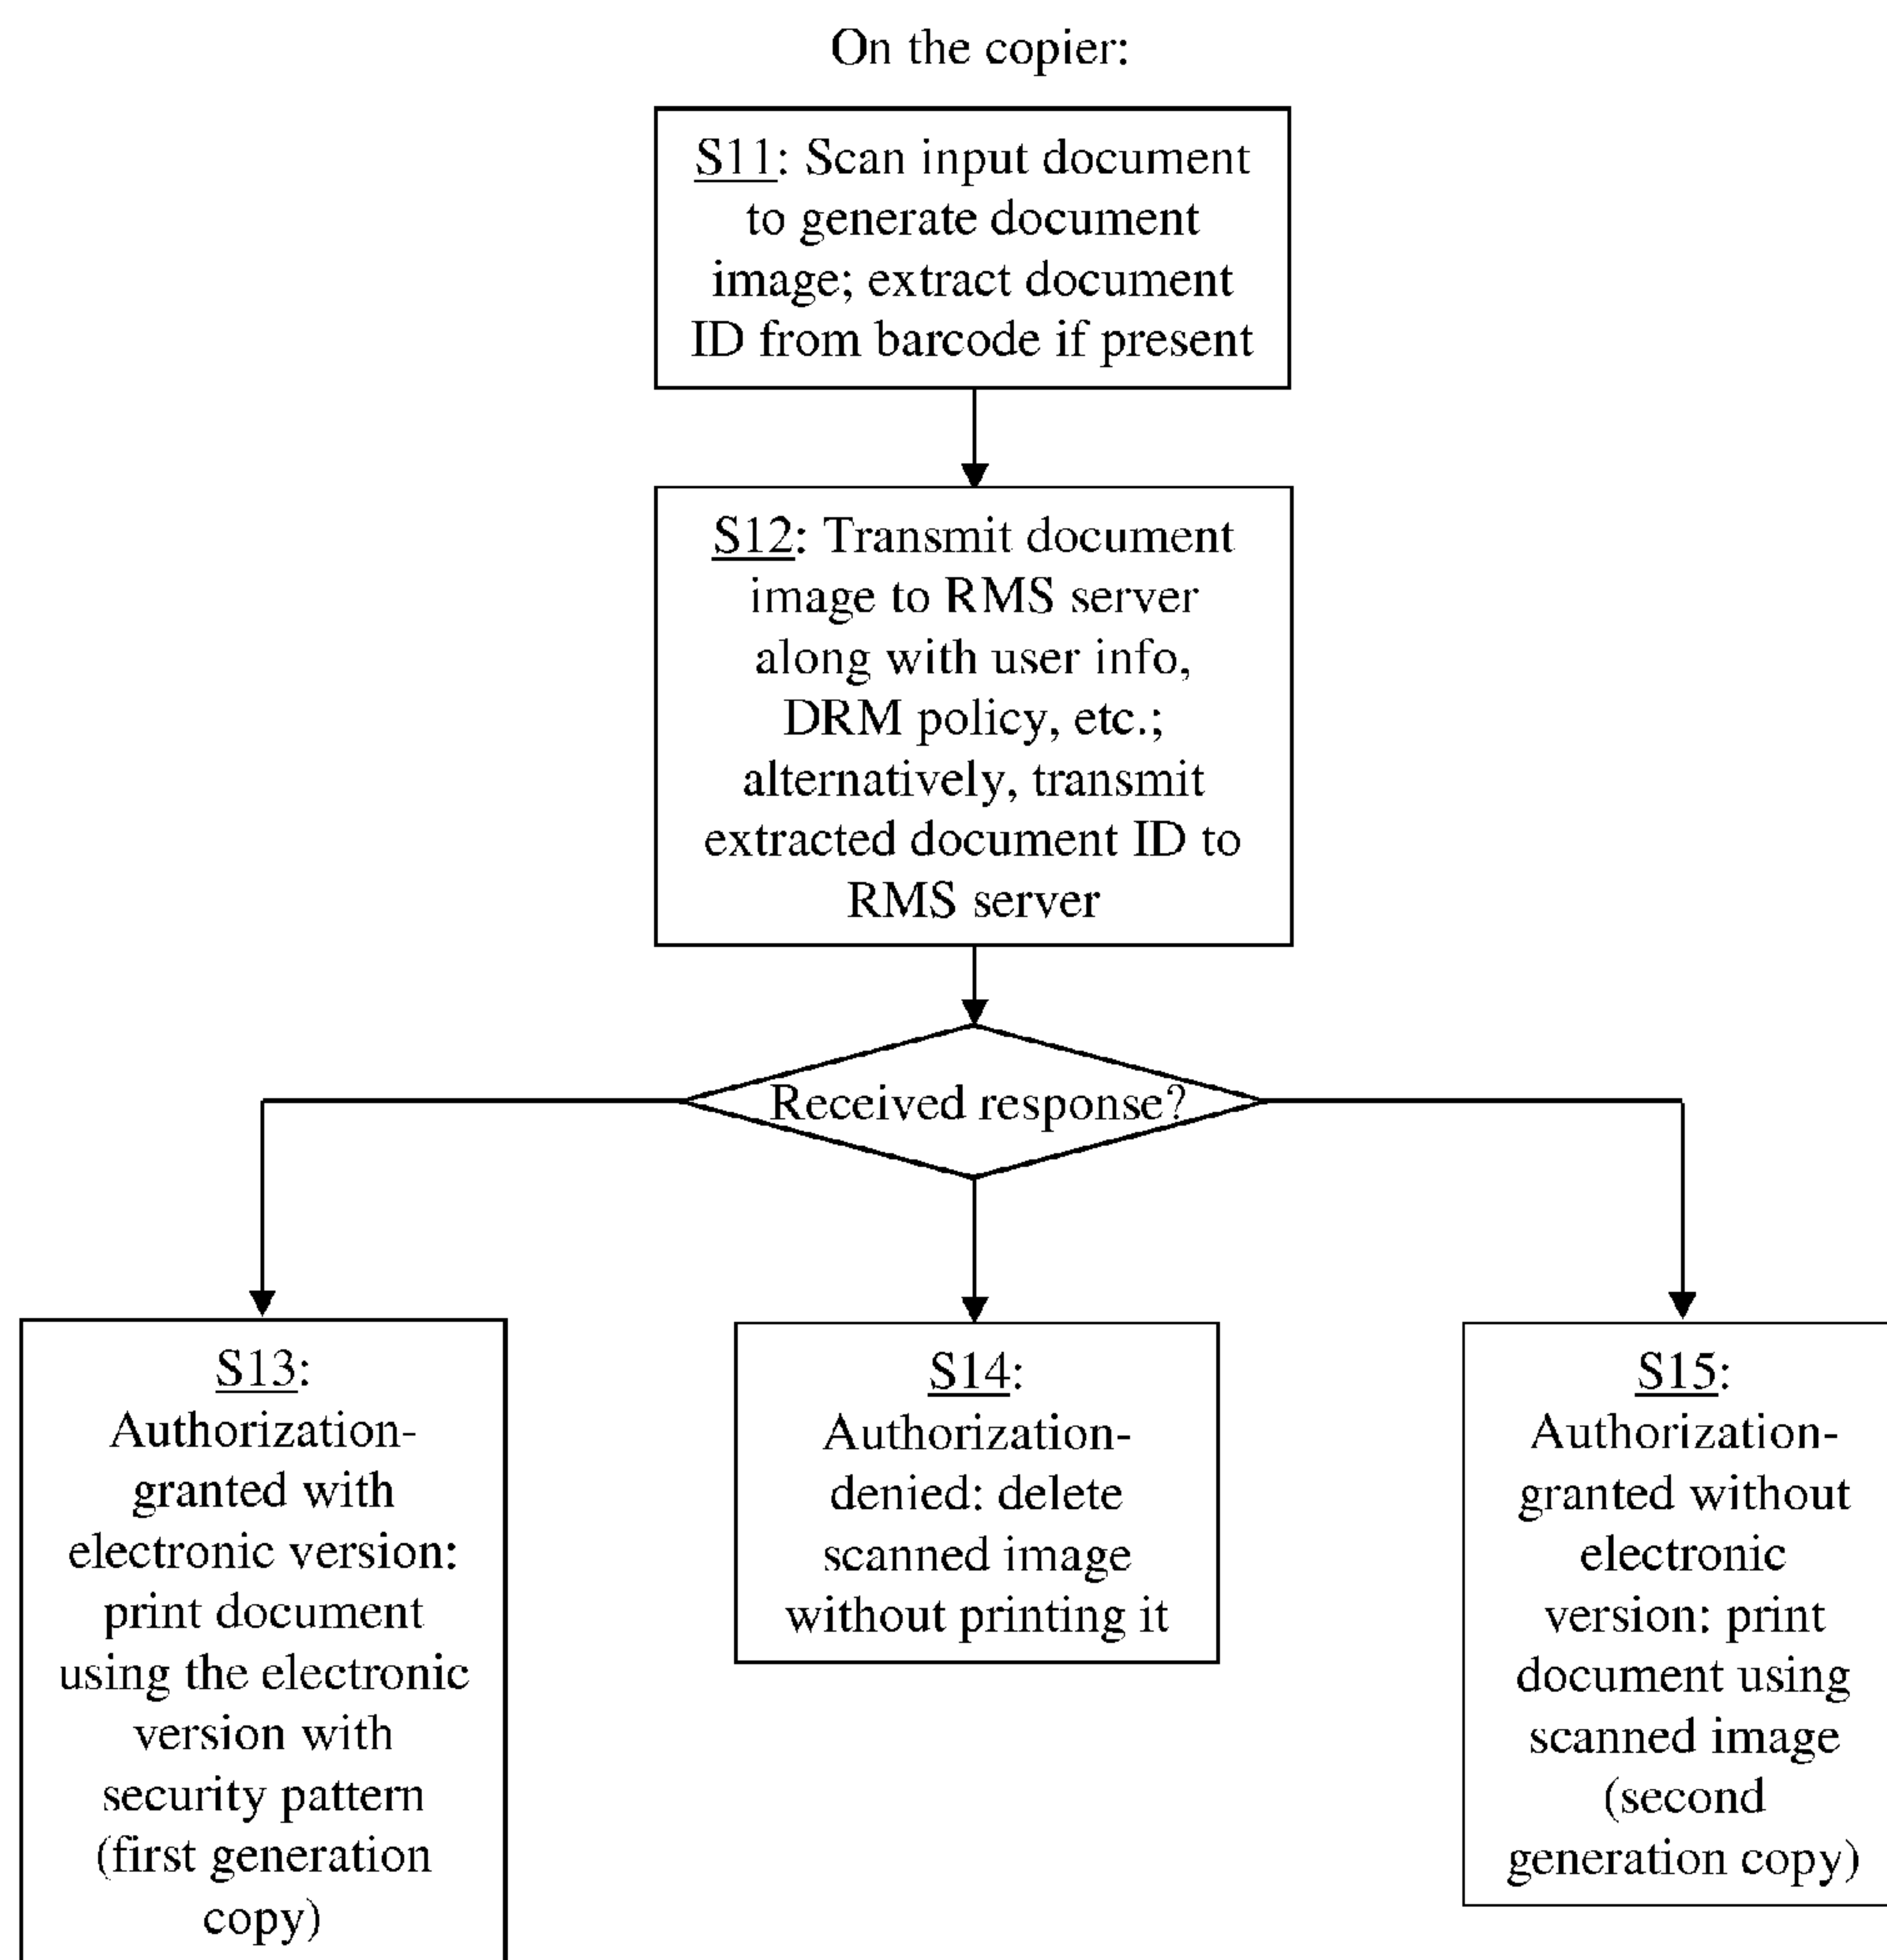 On the copier:
S11: Scan input document
to generate document
image; extract document
ID from barcode if present
S12: Transmit document
image to RMS server
along with user info,
DRM policy, etc.;
alternatively, transmit
extracted document ID to
RMS server
Received response?
S13:
Authorization-
granted with
electronic version:
print document
using the electronic
version with
security pattern
(first generation
copy)
S14:
Authorization-
denied: delete
scanned image
without printing it
S15:
Authorization-
granted without
electronic
version: print
document using
scanned image
(second
generation copy)